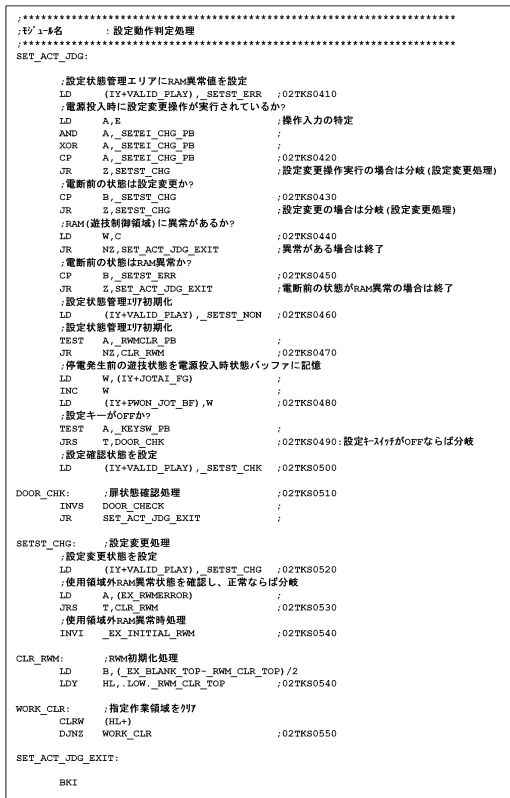 ;*******************************************************************
;ﾓｼﾞｭｰﾙ名 : 設定動作判定処理
;*******************************************************************
SET_ACT_JDG:
;設定状態管理エリアにRAM異常値を設定
LD (IY+VALID_PLAY),_SETST_ERR ;02TKS0410
;電源投入時に設定変更操作が実行されているか?
LD A,E ;操作入力の特定
AND A,_SETEI_CHG_PB ;
XOR A,_SETEI_CHG_PB ;
CP A,_SETEI_CHG_PB ;02TKS0420
JR Z,SETST_CHG ;設定変更操作実行の場合は分岐(設定変更処理)
;電断前の状態は設定変更か?
CP B,_SETST_CHG ;02TKS0430
JR Z,SETST_CHG ;設定変更の場合は分岐(設定変更処理)
;RAM(遊技制御領域)に異常があるか?
LD W,C ;02TKS0440
JR NZ,SET_ACT_JDG_EXIT ;異常がある場合は終了
;電断前の状態はRAM異常か?
CP B,_SETST_ERR ;02TKS0450
JR Z,SET_ACT_JDG_EXIT ;電断前の状態がRAM異常の場合は終了
;設定状態管理ｴﾘｱ初期化
LD (IY+VALID_PLAY),_SETST_NON ;02TKS0460
;設定状態管理ｴﾘｱ初期化
TEST A,_RWMCLR_PB ;
JR NZ,CLR_RWM ;02TKS0470
;停電発生前の遊技状態を電源投入時状態バッファに記憶
LD W,(IY+JOTAI_FG) ;
INC W ;
LD (IY+PWON_JOT_BF),W ;02TKS0480
;設定キーがOFFか?
TEST A,_KEYSW_PB ;
JRS T,DOOR_CHK ;02TKS0490:設定ｷｰｽｲｯﾁがOFFならば分岐
;設定確認状態を設定
LD (IY+VALID_PLAY),_SETST_CHK ;02TKS0500
DOOR_CHK: ;扉状態確認処理 ;02TKS0510
INVS DOOR_CHECK ;
JR SET_ACT_JDG_EXIT ;
SETST_CHG: ;設定変更処理
;設定変更状態を設定
LD (IY+VALID_PLAY),_SETST_CHG ;02TKS0520
;使用領域外RAM異常状態を確認し、正常ならば分岐
LD A,(EX_RWMERROR) ;
JRS T,CLR_RWM ;02TKS0530
;使用領域外RAM異常時処理
INVI _EX_INITIAL_RWM ;02TKS0540
CLR_RWM: ;RWM初期化処理
LD B,(_EX_BLANK_TOP-_RWM_CLR_TOP)/2
LDY HL,.LOW._RWM_CLR_TOP ;02TKS0540
WORK_CLR: ;指定作業領域をｸﾘｱ
CLRW (HL+)
DJNZ WORK_CLR ;02TKS0550
SET_ACT_JDG_EXIT:
BKI